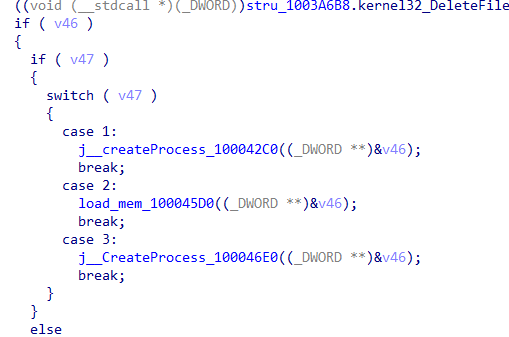 ((void (__stdcall *)(_DWORD))stru_1003A6B8.kernel32_DeleteFile
if ( v46 )
{
  if ( v47 )
  {
    switch ( v47 )
    {
      case 1:
        j__createProcess_100042C0((_DWORD **)&v46);
        break;
      case 2:
        load_mem_100045D0((_DWORD **)&v46);
        break;
      case 3:
        j__CreateProcess_100046E0((_DWORD **)&v46);
        break;
    }
  }
  else